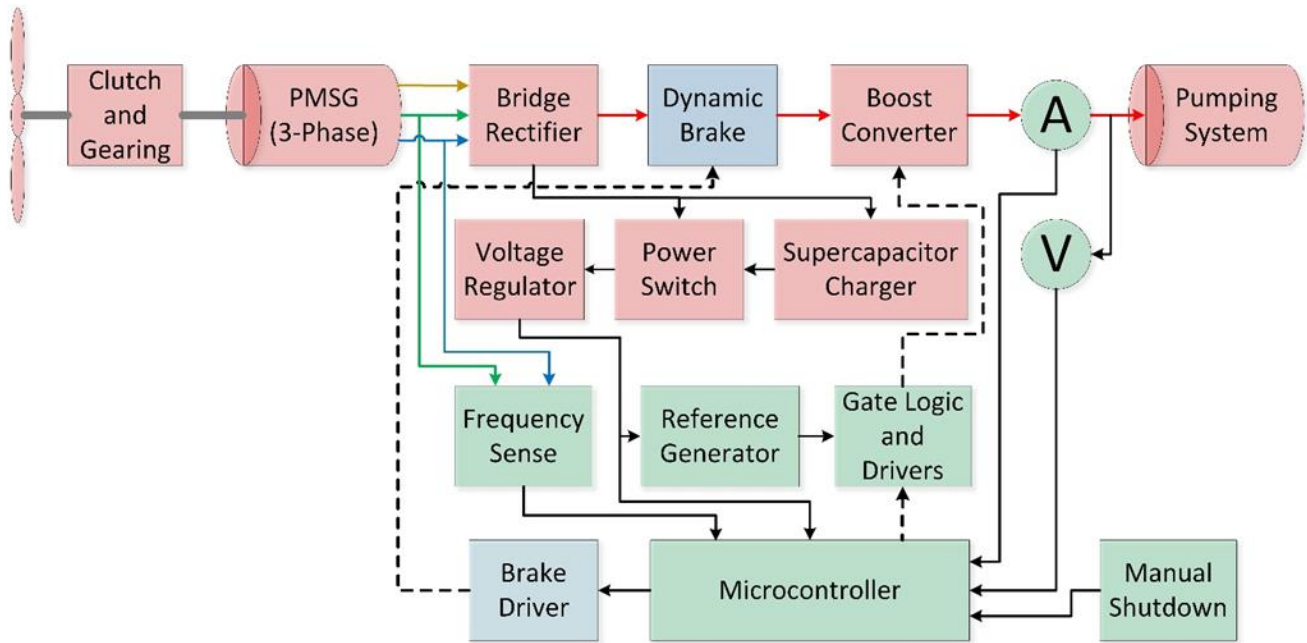 Clutch
and
Gearing
PMSG
(3-Phase)
Bridge
Rectifier
Dynamic
Brake
Boost
Converter
A
Pumping
System
Voltage
Regulator
Power
Switch
Supercapacitor
Charger
V
Frequency
Sense
Reference
Generator
Gate Logic
and
Drivers
Brake
Driver
Microcontroller
Manual
Shutdown